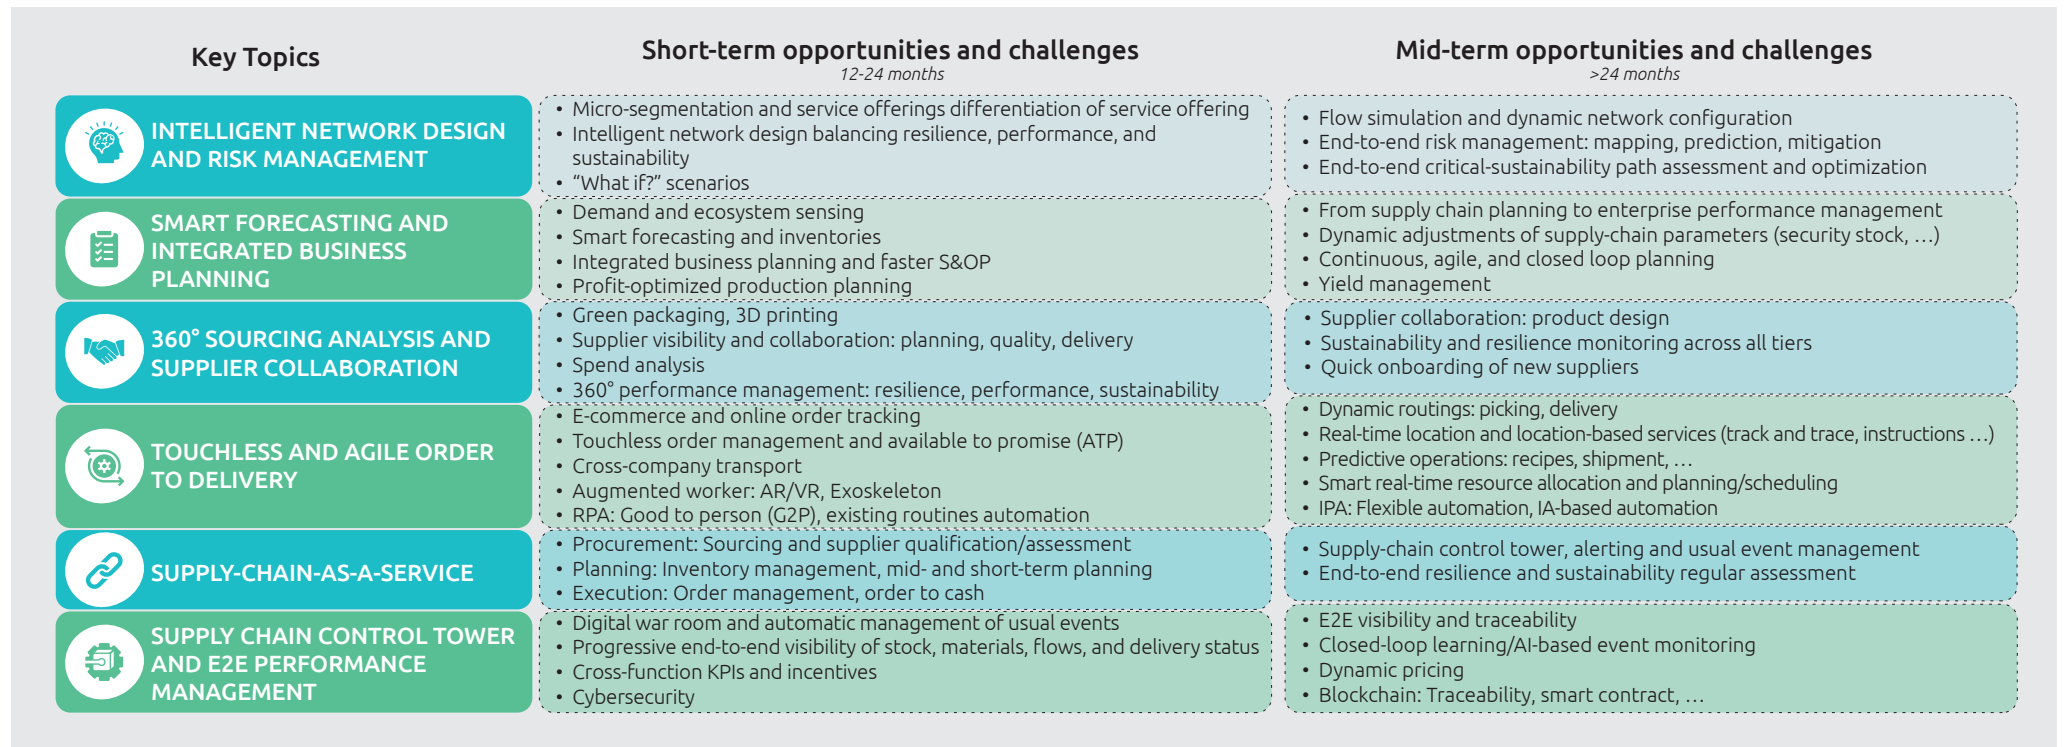 Key Topics
Short-term opportunities and challenges
12-24 months
Mid-term opportunities and challenges
>24 months
INTELLIGENT NETWORK DESIGN
AND RISK MANAGEMENT
• Micro-segmentation and service offerings differentiation of service offering
• Intelligent network design balancing resilience, performance, and
sustainability
• “What if?” scenarios
• Flow simulation and dynamic network configuration
• End-to-end risk management: mapping, prediction, mitigation
• End-to-end critical-sustainability path assessment and optimization
SMART FORECASTING AND
INTEGRATED BUSINESS
PLANNING
• Demand and ecosystem sensing
• Smart forecasting and inventories
• Integrated business planning and faster S&OP
• Profit-optimized production planning
• From supply chain planning to enterprise performance management
• Dynamic adjustments of supply-chain parameters (security stock, …)
• Continuous, agile, and closed loop planning
• Yield management
360° SOURCING ANALYSIS AND
SUPPLIER COLLABORATION
• Green packaging, 3D printing
• Supplier visibility and collaboration: planning, quality, delivery
• Spend analysis
• 360° performance management: resilience, performance, sustainability
• Supplier collaboration: product design
• Sustainability and resilience monitoring across all tiers
• Quick onboarding of new suppliers
TOUCHLESS AND AGILE ORDER
TO DELIVERY
• E-commerce and online order tracking
• Touchless order management and available to promise (ATP)
• Cross-company transport
• Augmented worker: AR/VR, Exoskeleton
• RPA: Good to person (G2P), existing routines automation
• Dynamic routings: picking, delivery
• Real-time location and location-based services (track and trace, instructions …)
• Predictive operations: recipes, shipment, …
• Smart real-time resource allocation and planning/scheduling
• IPA: Flexible automation, IA-based automation
SUPPLY-CHAIN-AS-A-SERVICE
• Procurement: Sourcing and supplier qualification/assessment
• Planning: Inventory management, mid- and short-term planning
• Execution: Order management, order to cash
• Supply-chain control tower, alerting and usual event management
• End-to-end resilience and sustainability regular assessment
SUPPLY CHAIN CONTROL TOWER
AND E2E PERFORMANCE
MANAGEMENT
• Digital war room and automatic management of usual events
• Progressive end-to-end visibility of stock, materials, flows, and delivery status
• Cross-function KPIs and incentives
• Cybersecurity
• E2E visibility and traceability
• Closed-loop learning/AI-based event monitoring
• Dynamic pricing
• Blockchain: Traceability, smart contract, …